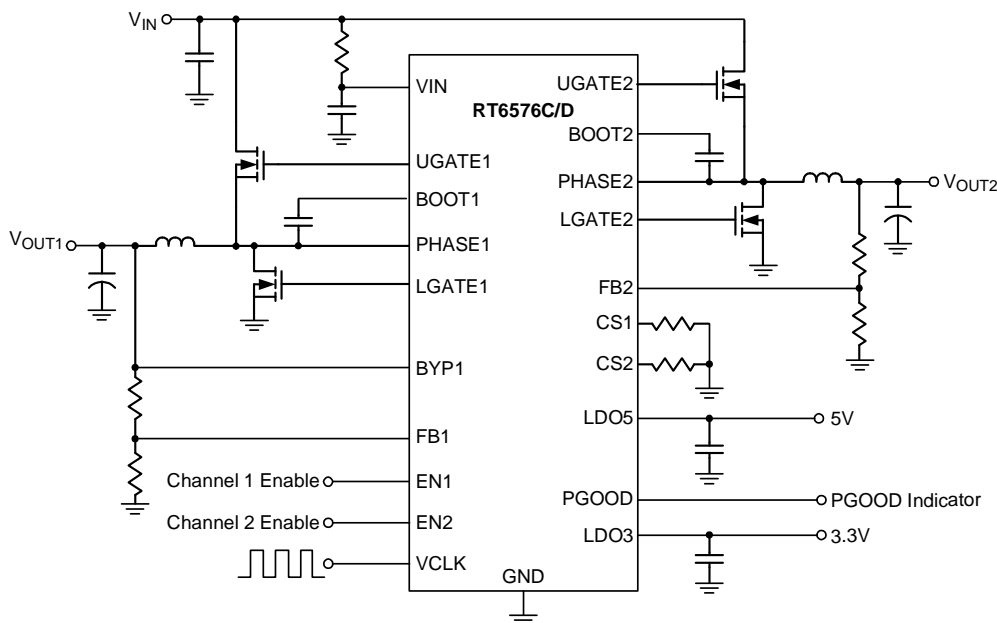 VIN
VIN
RT6576C/D
UGATE2
BOOT2
UGATE1
PHASE2
VOUT2
BOOT1
LGATE2
VOUT1
PHASE1
LGATE1
FB2
CS1
BYP1
CS2
LDO5
5V
FB1
Channel 1 Enable
EN1
PGOOD
PGOOD Indicator
Channel 2 Enable
EN2
LDO3
3.3V
VCLK
GND